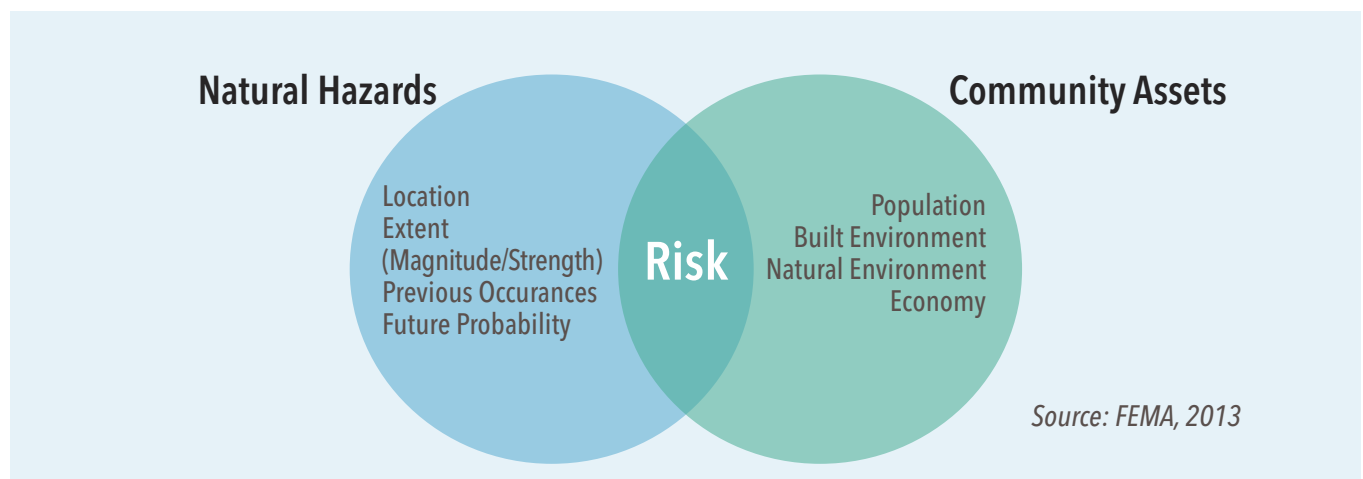 Natural Hazards
Community Assets
Location
Extent
(Magnitude/Strength)
Previous Occurances
Future Probability
Risk
Population
Built Environment
Natural Environment
Economy
Source: FEMA, 2013